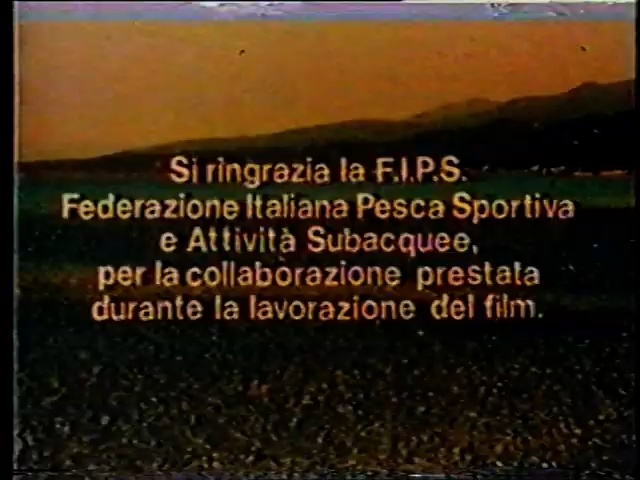 Si ringrazia la F.I.P.S.
Federazione Italiana Pesca Sportiva
e Attività Subacquee,
per la collaborazione prestata
durante la lavorazione del film.